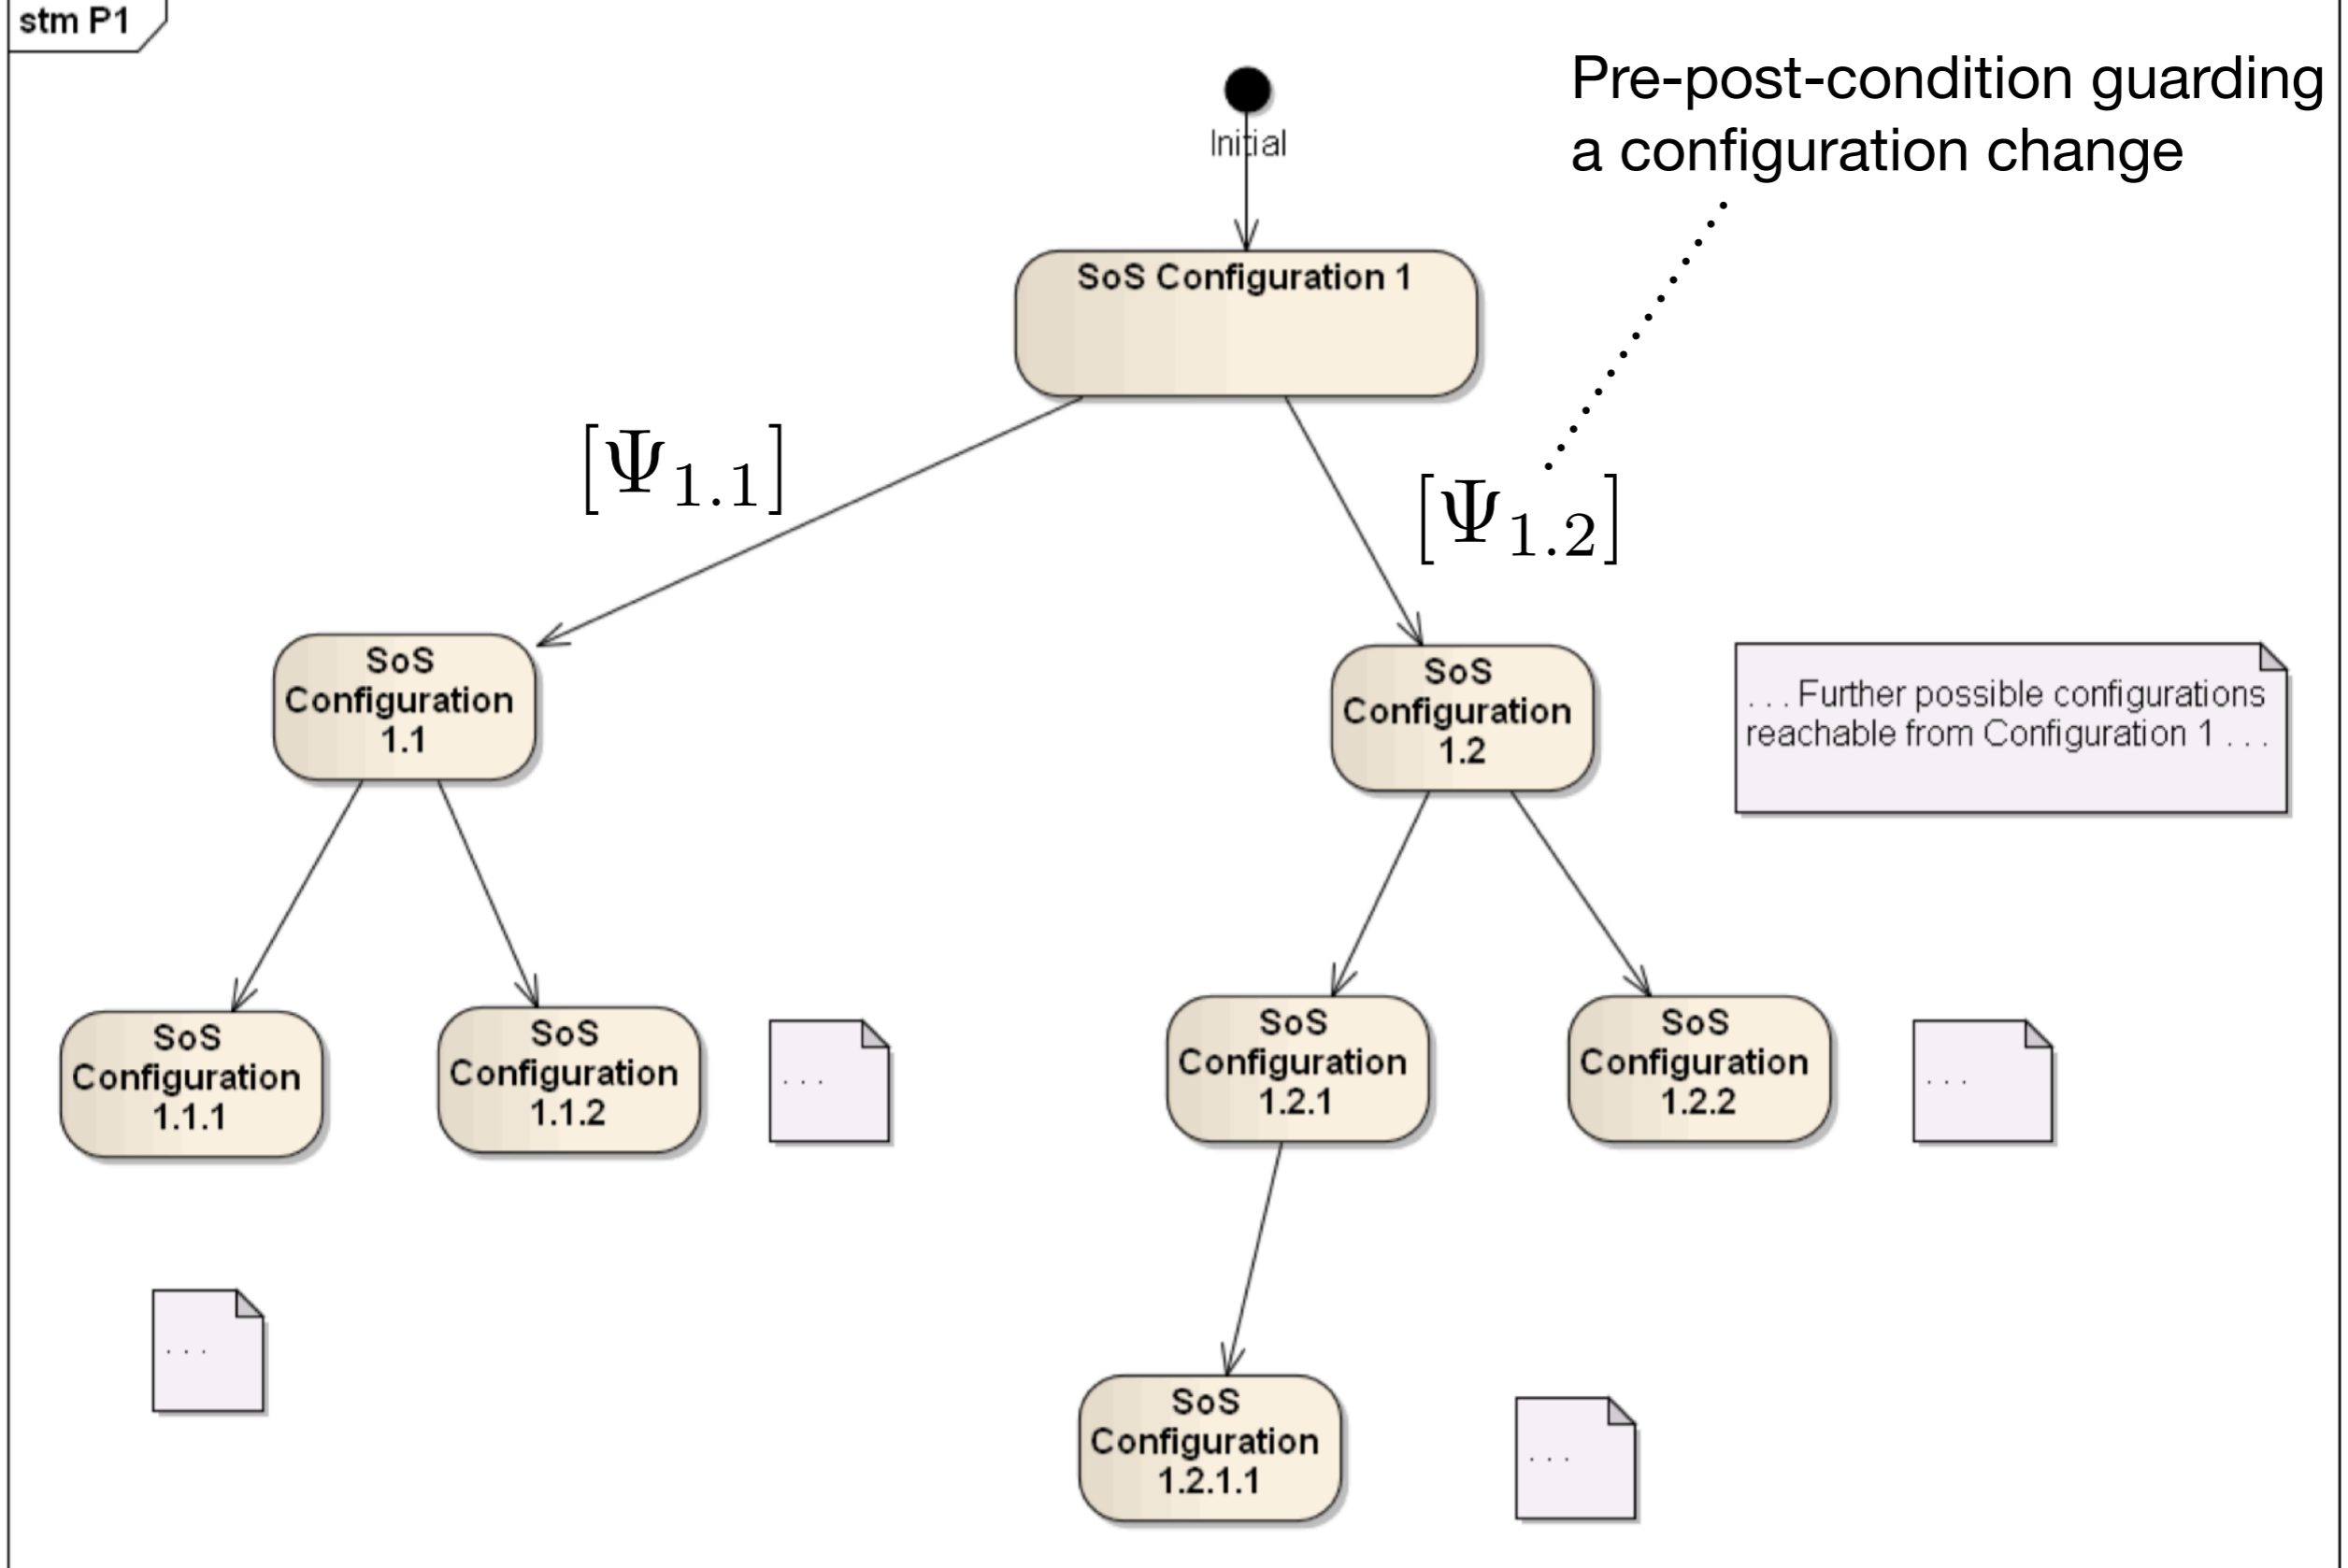 stm P1
Pre-post-condition guarding
a configuration change
Initial
SoS Configuration 1
[Ψ1.1]
[Ψ1.2]
SoS
Configuration
1.1
SoS
Configuration
1.2
. . . Further possible configurations
reachable from Configuration 1 . . .
SoS
Configuration
1.1.1
SoS
Configuration
1.1.2
. . .
SoS
Configuration
1.2.1
SoS
Configuration
1.2.2
. . .
. . .
SoS
Configuration
1.2.1.1
. . .